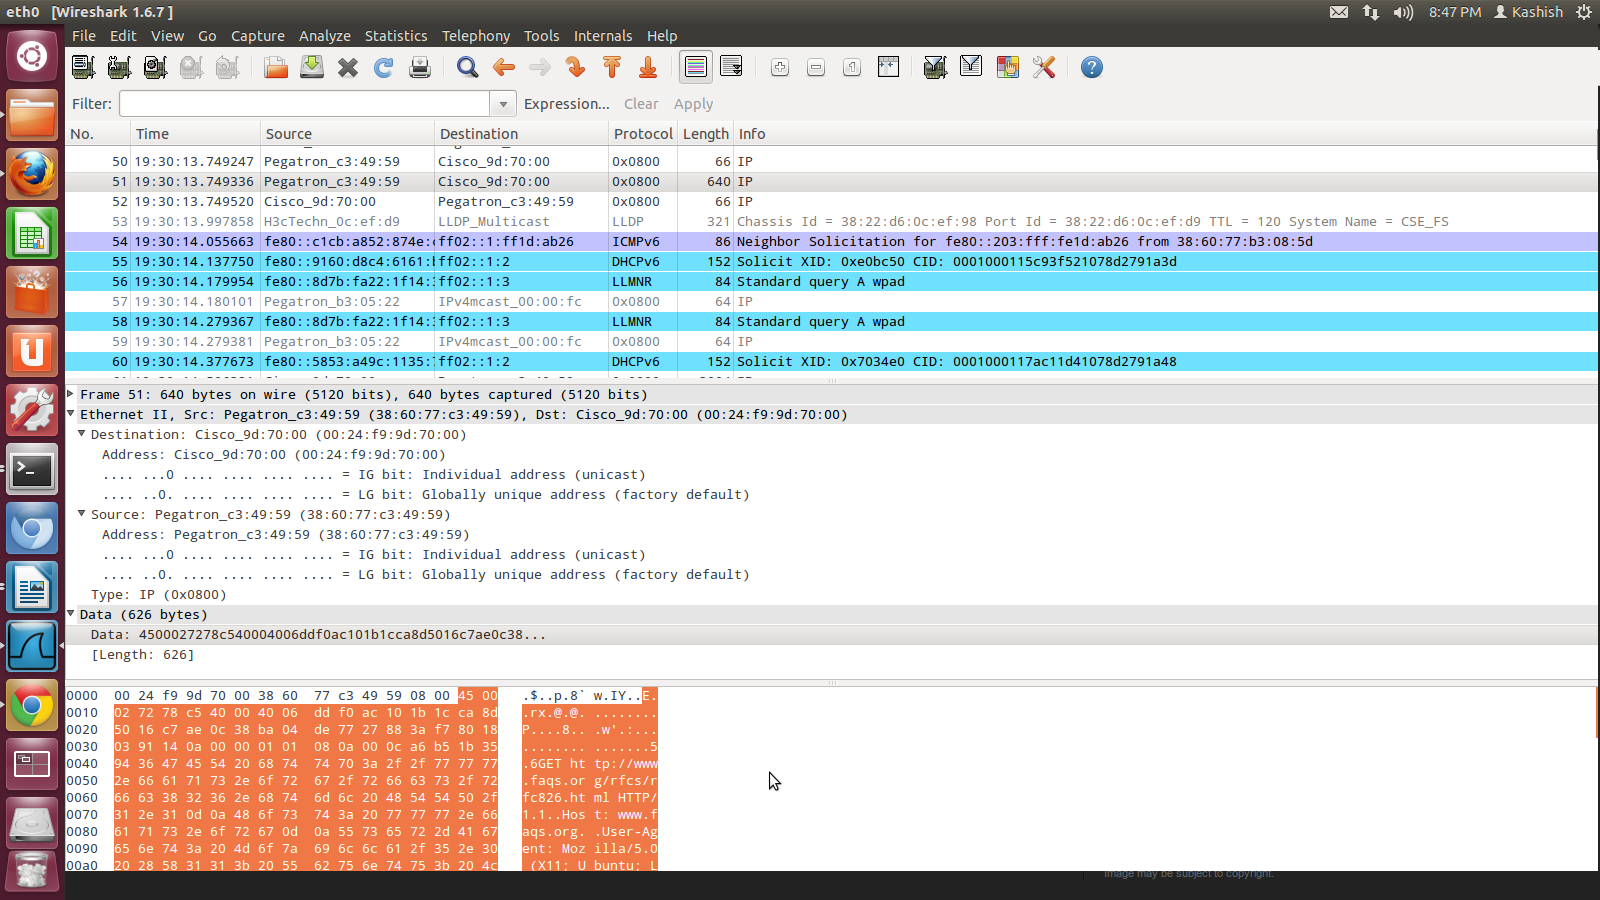 eth0 [Wireshark 1.6.7 ]
8:47 PM Kashish
File Edit View Go Capture Analyze Statistics Telephony Tools Internals Help
Filter: Expression... Clear Apply
No. Time Source Destination Protocol Length Info
50 19:30:13.749247 Pegatron_c3:49:59 Cisco_9d:70:00 0x0800 66 IP
51 19:30:13.749336 Pegatron_c3:49:59 Cisco_9d:70:00 0x0800 640 IP
52 19:30:13.749520 Cisco_9d:70:00 Pegatron_c3:49:59 0x0800 66 IP
53 19:30:13.997858 H3cTechn_0c:ef:d9 LLDP_Multicast LLDP 321 Chassis Id = 38:22:d6:0c:ef:98 Port Id = 38:22:d6:0c:ef:d9 TTL = 120 System Name = CSE_FS
54 19:30:14.055663 fe80::c1cb:a852:874e: ff02::1:ff1d:ab26 ICMPv6 86 Neighbor Solicitation for fe80::203:fff:fe1d:ab26 from 38:60:77:b3:08:5d
55 19:30:14.137750 fe80::9160:d8c4:6161: ff02::1:2 DHCPv6 152 Solicit XID: 0xe0bc50 CID: 0001000115c93f521078d2791a3d
56 19:30:14.179954 fe80::8d7b:fa22:1f14: ff02::1:3 LLMNR 84 Standard query A wpad
57 19:30:14.180101 Pegatron_b3:05:22 IPv4mcast_00:00:fc 0x0800 64 IP
58 19:30:14.279367 fe80::8d7b:fa22:1f14: ff02::1:3 LLMNR 84 Standard query A wpad
59 19:30:14.279381 Pegatron_b3:05:22 IPv4mcast_00:00:fc 0x0800 64 IP
60 19:30:14.377673 fe80::5853:a49c:1135: ff02::1:2 DHCPv6 152 Solicit XID: 0x7034e0 CID: 0001000117ac11d41078d2791a48
Frame 51: 640 bytes on wire (5120 bits), 640 bytes captured (5120 bits)
Ethernet II, Src: Pegatron_c3:49:59 (38:60:77:c3:49:59), Dst: Cisco_9d:70:00 (00:24:f9:9d:70:00)
Destination: Cisco_9d:70:00 (00:24:f9:9d:70:00)
Address: Cisco_9d:70:00 (00:24:f9:9d:70:00)
.... ...0 .... .... .... .... = IG bit: Individual address (unicast)
.... ..0. .... .... .... .... = LG bit: Globally unique address (factory default)
Source: Pegatron_c3:49:59 (38:60:77:c3:49:59)
Address: Pegatron_c3:49:59 (38:60:77:c3:49:59)
.... ...0 .... .... .... .... = IG bit: Individual address (unicast)
.... ..0. .... .... .... .... = LG bit: Globally unique address (factory default)
Type: IP (0x0800)
Data (626 bytes)
Data: 4500027278c540004006ddf0ac101b1cca8d5016c7ae0c38...
[Length: 626]
0000 00 24 f9 9d 70 00 38 60 77 c3 49 59 08 00 45 00 .$..p.8` w.IY..E.
0010 02 72 78 c5 40 00 40 06 dd f0 ac 10 1b 1c ca 8d .rx.@.@. ........
0020 50 16 c7 ae 0c 38 ba 04 de 77 27 88 3a f7 80 18 P....8.. .w'.:...
0030 03 91 14 0a 00 00 01 01 08 0a 00 0c a6 b5 1b 35 ........ .......5
0040 94 36 47 45 54 20 68 74 74 70 3a 2f 2f 77 77 77 .6GET ht tp://www
0050 2e 66 61 71 73 2e 6f 72 67 2f 72 66 63 73 2f 72 .faqs.or g/rfcs/r
0060 66 63 38 32 36 2e 68 74 6d 6c 20 48 54 54 50 2f fc826.ht ml HTTP/
0070 31 2e 31 0d 0a 48 6f 73 74 3a 20 77 77 77 2e 66 1.1..Hos t: www.f
0080 61 71 73 2e 6f 72 67 0d 0a 55 73 65 72 2d 41 67 aqs.org. .User-Ag
0090 65 6e 74 3a 20 4d 6f 7a 69 6c 6c 61 2f 35 2e 30 ent: Moz illa/5.0
00a0 20 28 58 31 31 3b 20 55 62 75 6e 74 75 3b 20 4c (X11; U buntu; L
Image may be subject to copyright.